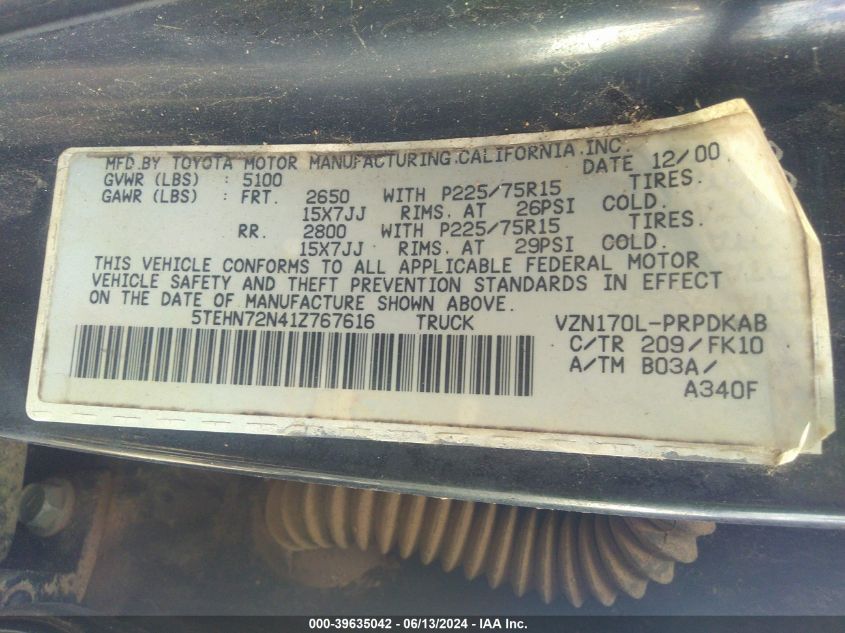 MFD.BY TOYOTA MOTOR MANUFACTURING.CALIFORNIA.INC.
DATE 12/00
GVWR (LBS) : 5100
GAWR (LBS) : FRT. 2650 WITH P225/75R15 TIRES.
15X7JJ RIMS. AT 26PSI COLD.
RR. 2800 WITH P225/75R15 TIRES.
15X7JJ RIMS. AT 29PSI COLD.
THIS VEHICLE CONFORMS TO ALL APPLICABLE FEDERAL MOTOR
VEHICLE SAFETY AND THEFT PREVENTION STANDARDS IN EFFECT
ON THE DATE OF MANUFACTURE SHOWN ABOVE.
5TEHN72N41Z767616 TRUCK VZN170L-PRPDKAB
C/TR 209/FK10
A/TM B03A/
A340F
000-39635042 / 06/13/2024 / IAA Inc.